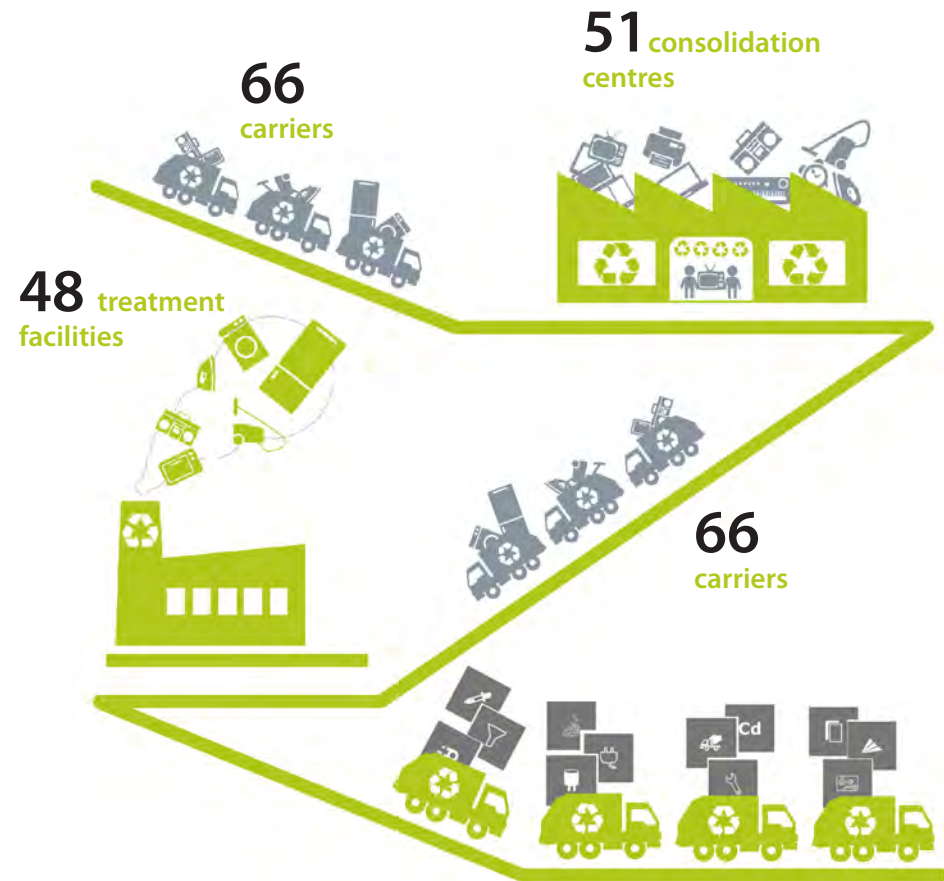 51 consolidation
centres
66
carriers
48 treatment
facilities
66
carriers
Cd